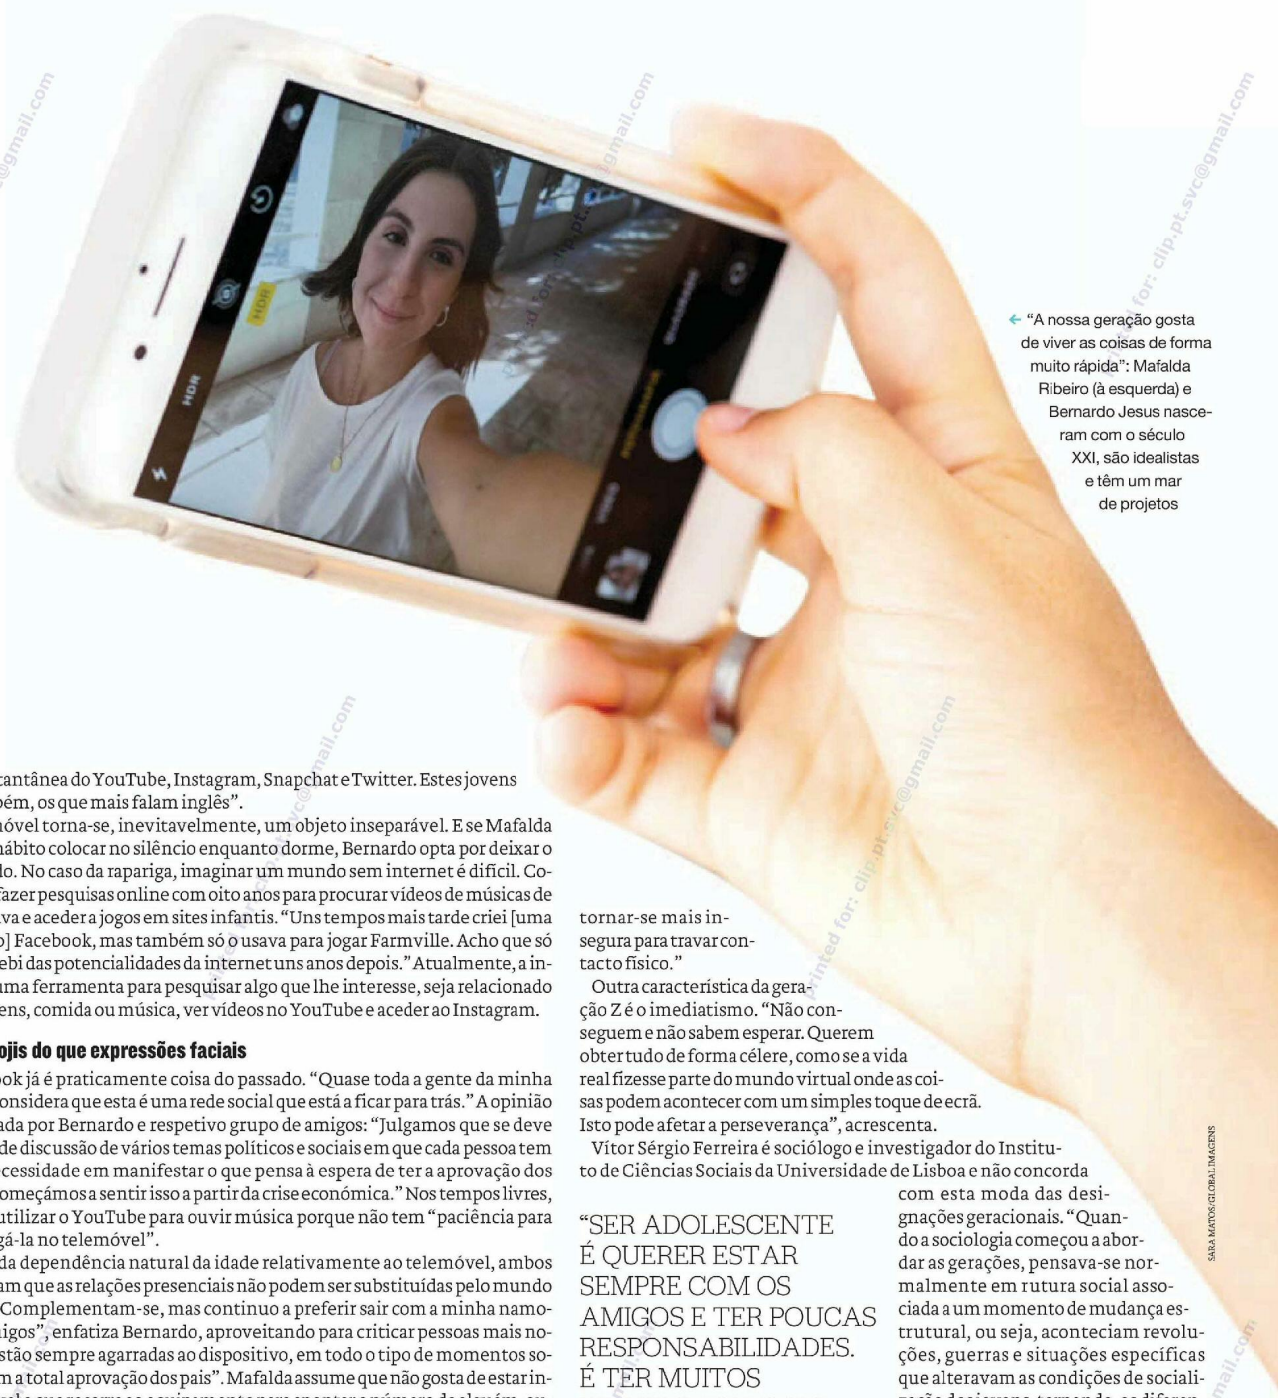 ← “A nossa geração gosta
de viver as coisas de forma
muito rápida”: Mafalda
Ribeiro (à esquerda) e
Bernardo Jesus nasce-
ram com o século
XXI, são idealistas
e têm um mar
de projetos
HDR
HDR
tantânea do YouTube, Instagram, Snapchat e Twitter. Estes jovens
bém, os que mais falam inglês”.
óvel torna-se, inevitavelmente, um objeto inseparável. E se Mafalda
hábito colocar no silêncio enquanto dorme, Bernardo opta por deixar o
do. No caso da rapariga, imaginar um mundo sem internet é difícil. Co-
fazer pesquisas online com oito anos para procurar vídeos de músicas de
va e aceder a jogos em sites infantis. “Uns tempos mais tarde criei [uma
o] Facebook, mas também só o usava para jogar Farmville. Acho que só
ebi das potencialidades da internet uns anos depois.” Atualmente, a in-
uma ferramenta para pesquisar algo que lhe interesse, seja relacionado
ens, comida ou música, ver vídeos no YouTube e aceder ao Instagram.
ojis do que expressões faciais
ok já é praticamente coisa do passado. “Quase toda a gente da minha
onsidera que esta é uma rede social que está a ficar para trás.” A opinião
ada por Bernardo e respetivo grupo de amigos: “Julgamos que se deve
de discussão de vários temas políticos e sociais em que cada pessoa tem
cessidade em manifestar o que pensa à espera de ter a aprovação dos
omeçámos a sentir isso a partir da crise económica.” Nos tempos livres,
utilizar o YouTube para ouvir música porque não tem “paciência para
gá-la no telemóvel”.
da dependência natural da idade relativamente ao telemóvel, ambos
am que as relações presenciais não podem ser substituídas pelo mundo
Complementam-se, mas continuo a preferir sair com a minha namo-
igos”, enfatiza Bernardo, aproveitando para criticar pessoas mais no-
stão sempre agarradas ao dispositivo, em todo o tipo de momentos so-
m a total aprovação dos pais”. Mafalda assume que não gosta de estar in-
tornar-se mais in-
segura para travar con-
tacto físico.”
Outra característica da gera-
ção Z é o imediatismo. “Não con-
seguem e não sabem esperar. Querem
obter tudo de forma célere, como se a vida
real fizesse parte do mundo virtual onde as coi-
sas podem acontecer com um simples toque de ecrã.
Isto pode afetar a perseverança”, acrescenta.
Vítor Sérgio Ferreira é sociólogo e investigador do Institu-
to de Ciências Sociais da Universidade de Lisboa e não concorda
com esta moda das desi-
gnações geracionais. “Quan-
do a sociologia começou a abor-
dar as gerações, pensava-se nor-
malmente em rutura social asso-
ciada a um momento de mudança es-
trutural, ou seja, aconteciam revolu-
ções, guerras e situações específicas
que alteravam as condições de sociali-
“SER ADOLESCENTE
É QUERER ESTAR
SEMPRE COM OS
AMIGOS E TER POUCAS
RESPONSABILIDADES.
É TER MUITOS
SARA MATOS/GLOBAL IMAGENS
printed for: clip.pt.svc@gmail.com